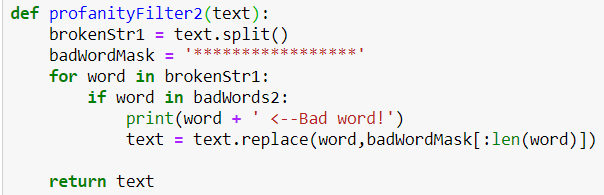 def profanityFilter2(text):
    brokenStr1 = text.split()
    badWordMask = '*****************'
    for word in brokenStr1:
        if word in badWords2:
            print(word + ' <--Bad word!')
            text = text.replace(word,badWordMask[:len(word)])
    return text